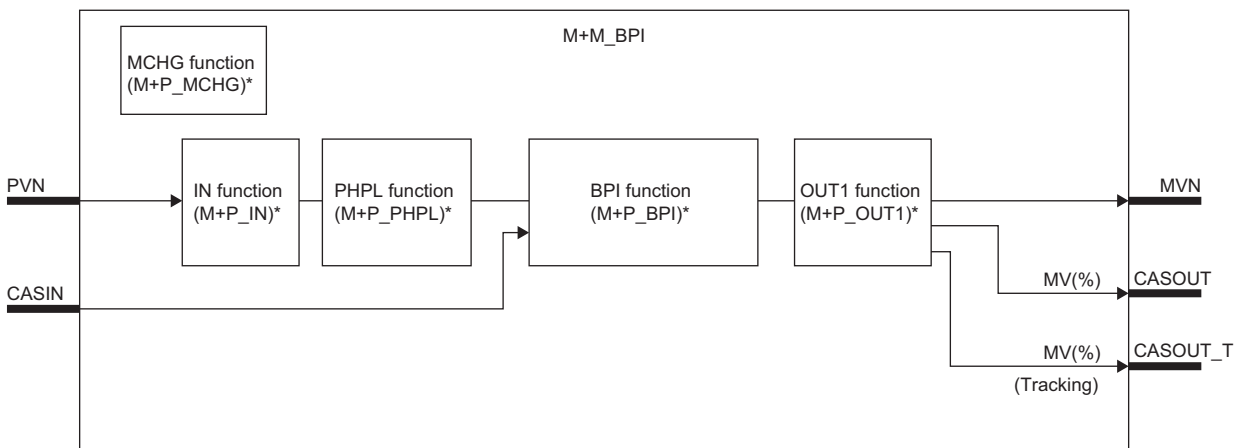 M+M_BPI
MCHG function
(M+P_MCHG)*
PVN
IN function
(M+P_IN)*
PHPL function
(M+P_PHPL)*
BPI function
(M+P_BPI)*
OUT1 function
(M+P_OUT1)*
MVN
CASIN
MV(%)
CASOUT
MV(%)
(Tracking)
CASOUT_T